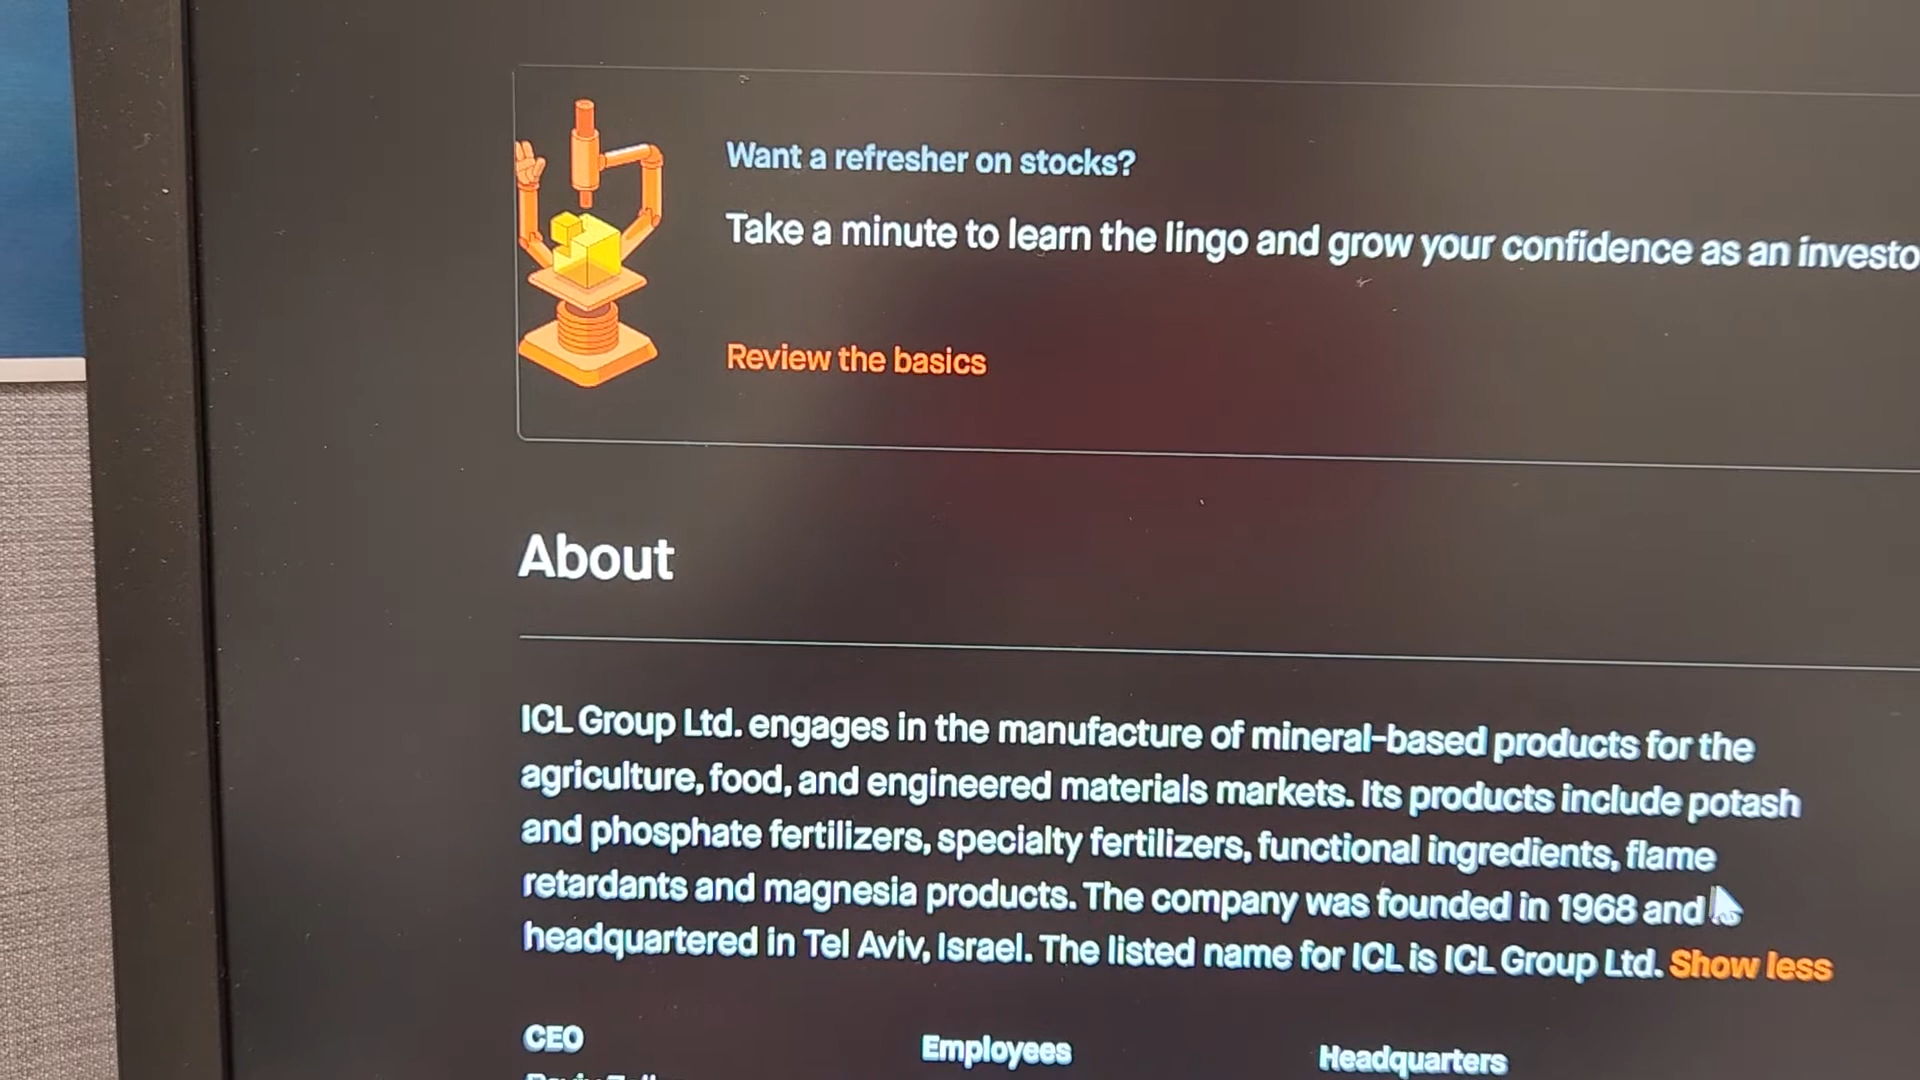 Want a refresher on stocks?
Take a minute to learn the lingo and grow your confidence as an investo
Review the basics
About
ICL Group Ltd. engages in the manufacture of mineral-based products for the
agriculture, food, and engineered materials markets. Its products include potash
and phosphate fertilizers, specialty fertilizers, functional ingredients, flame
retardants and magnesia products. The company was founded in 1968 and
headquartered in Tel Aviv, Israel. The listed name for ICL is ICL Group Ltd. Show less
CEO
Employees
Headquarters